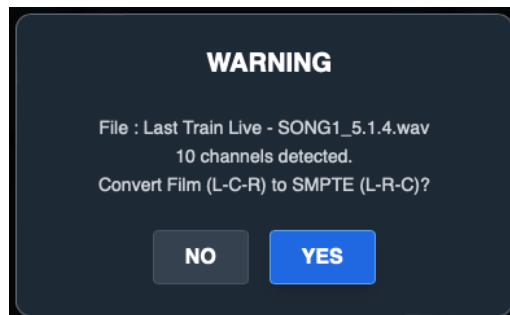 WARNING
File : Last Train Live - SONG1_5.1.4.wav
10 channels detected.
Convert Film (L-C-R) to SMPTE (L-R-C)?
NO
YES